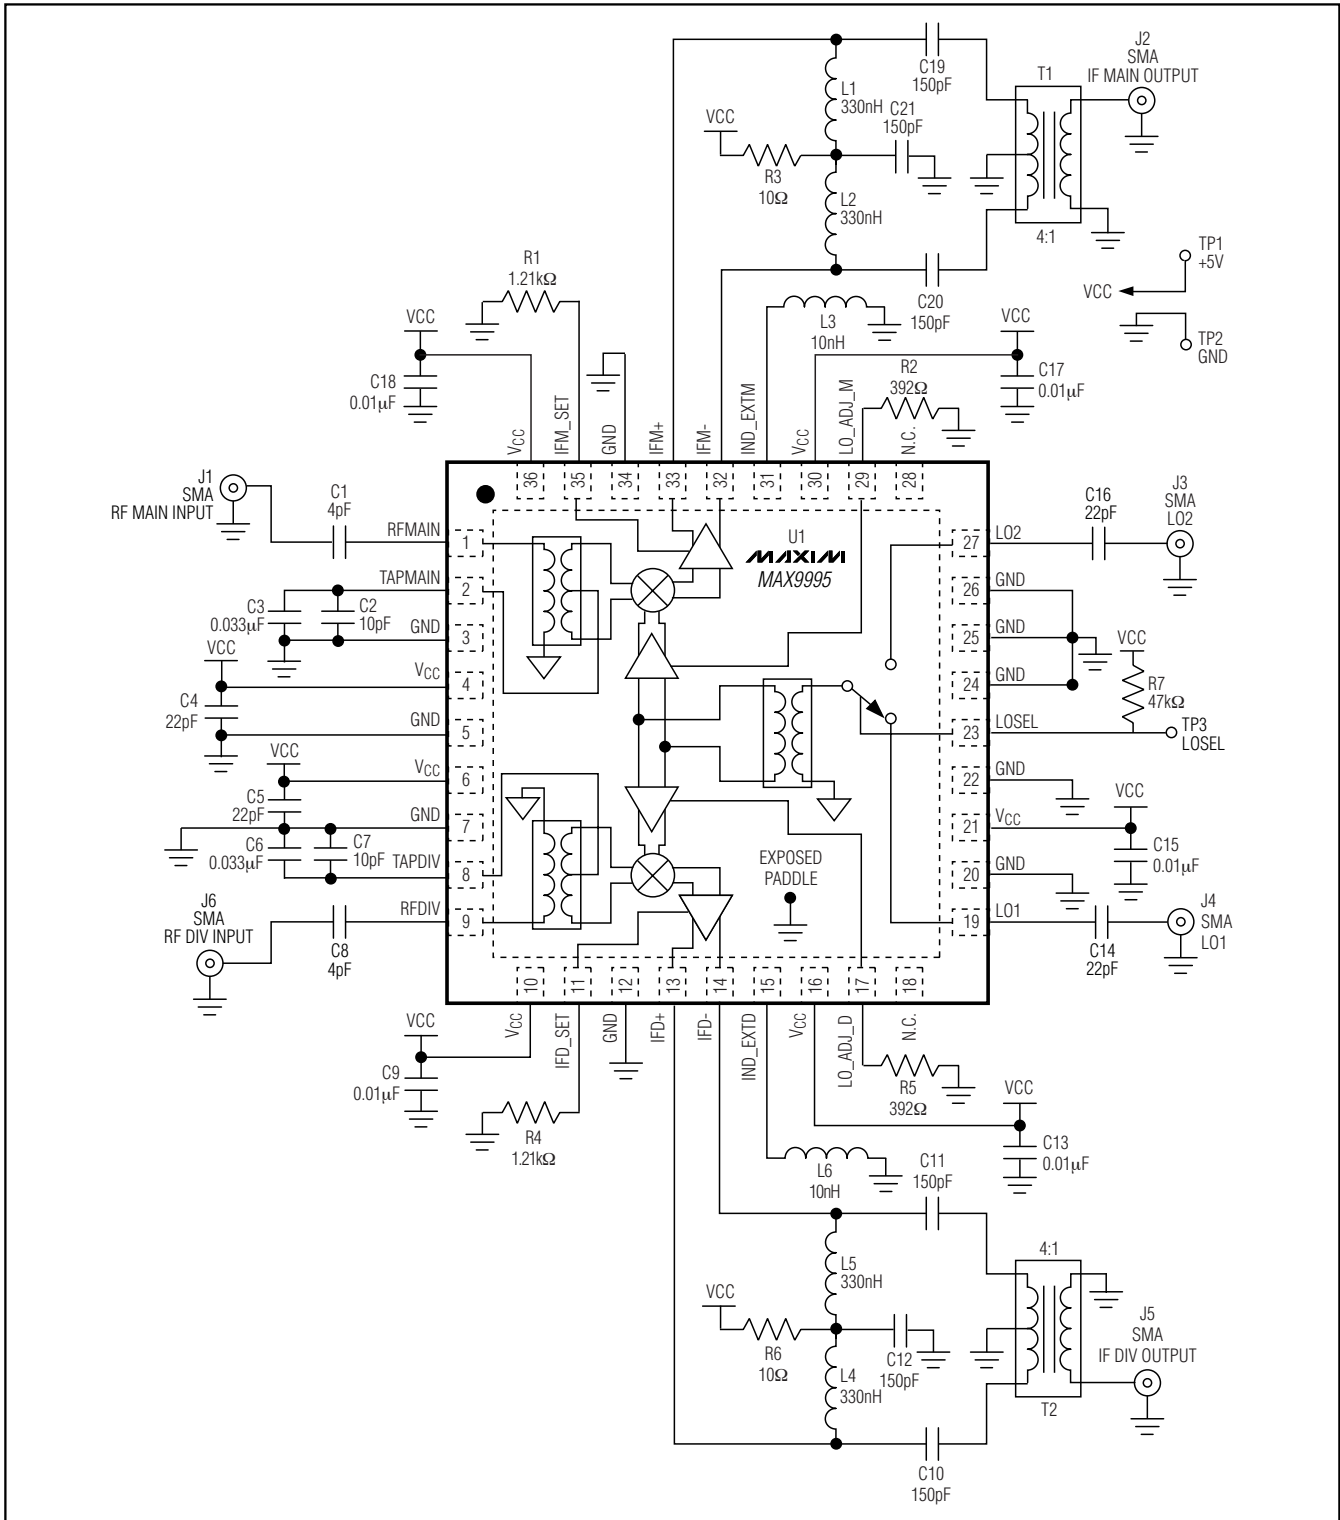 J2
SMA
IF MAIN OUTPUT
C19
150pF
T1
L1
330nH
C21
150pF
VCC
R3
10Ω
L2
330nH
4:1
TP1
+5V
VCC
TP2
GND
R1
1.21kΩ
C20
150pF
L3
10nH
VCC
C18
0.01µF
VCC
C17
0.01µF
R2
392Ω
VCC
IFM_SET
GND
IFM+
IFM-
IND_EXTM
VCC
LO_ADJ_M
N.C.
36
35
34
33
32
31
30
29
28
J1
SMA
RF MAIN INPUT
C1
4pF
RFMAIN
1
U1
MAXIM
MAX9995
27
LO2
C16
22pF
J3
SMA
LO2
TAPMAIN
2
26
GND
C3
0.033µF
C2
10pF
GND
3
25
GND
VCC
VCC
VCC
4
24
GND
R7
47kΩ
C4
22pF
GND
5
23
LOSEL
TP3
LOSEL
VCC
VCC
6
22
GND
C5
22pF
VCC
GND
7
21
VCC
C6
0.033µF
C7
10pF
C15
0.01µF
TAPDIV
8
EXPOSED
PADDLE
20
GND
J6
SMA
RF DIV INPUT
RFDIV
9
19
LO1
J4
SMA
LO1
C8
4pF
C14
22pF
10
11
12
13
14
15
16
17
18
VCC
IFD_SET
GND
IFD+
IFD-
IND_EXTD
VCC
LO_ADJ_D
N.C.
VCC
C9
0.01µF
R5
392Ω
VCC
R4
1.21kΩ
C13
0.01µF
L6
10nH
C11
150pF
4:1
L5
330nH
VCC
R6
10Ω
C12
150pF
L4
330nH
J5
SMA
IF DIV OUTPUT
T2
C10
150pF